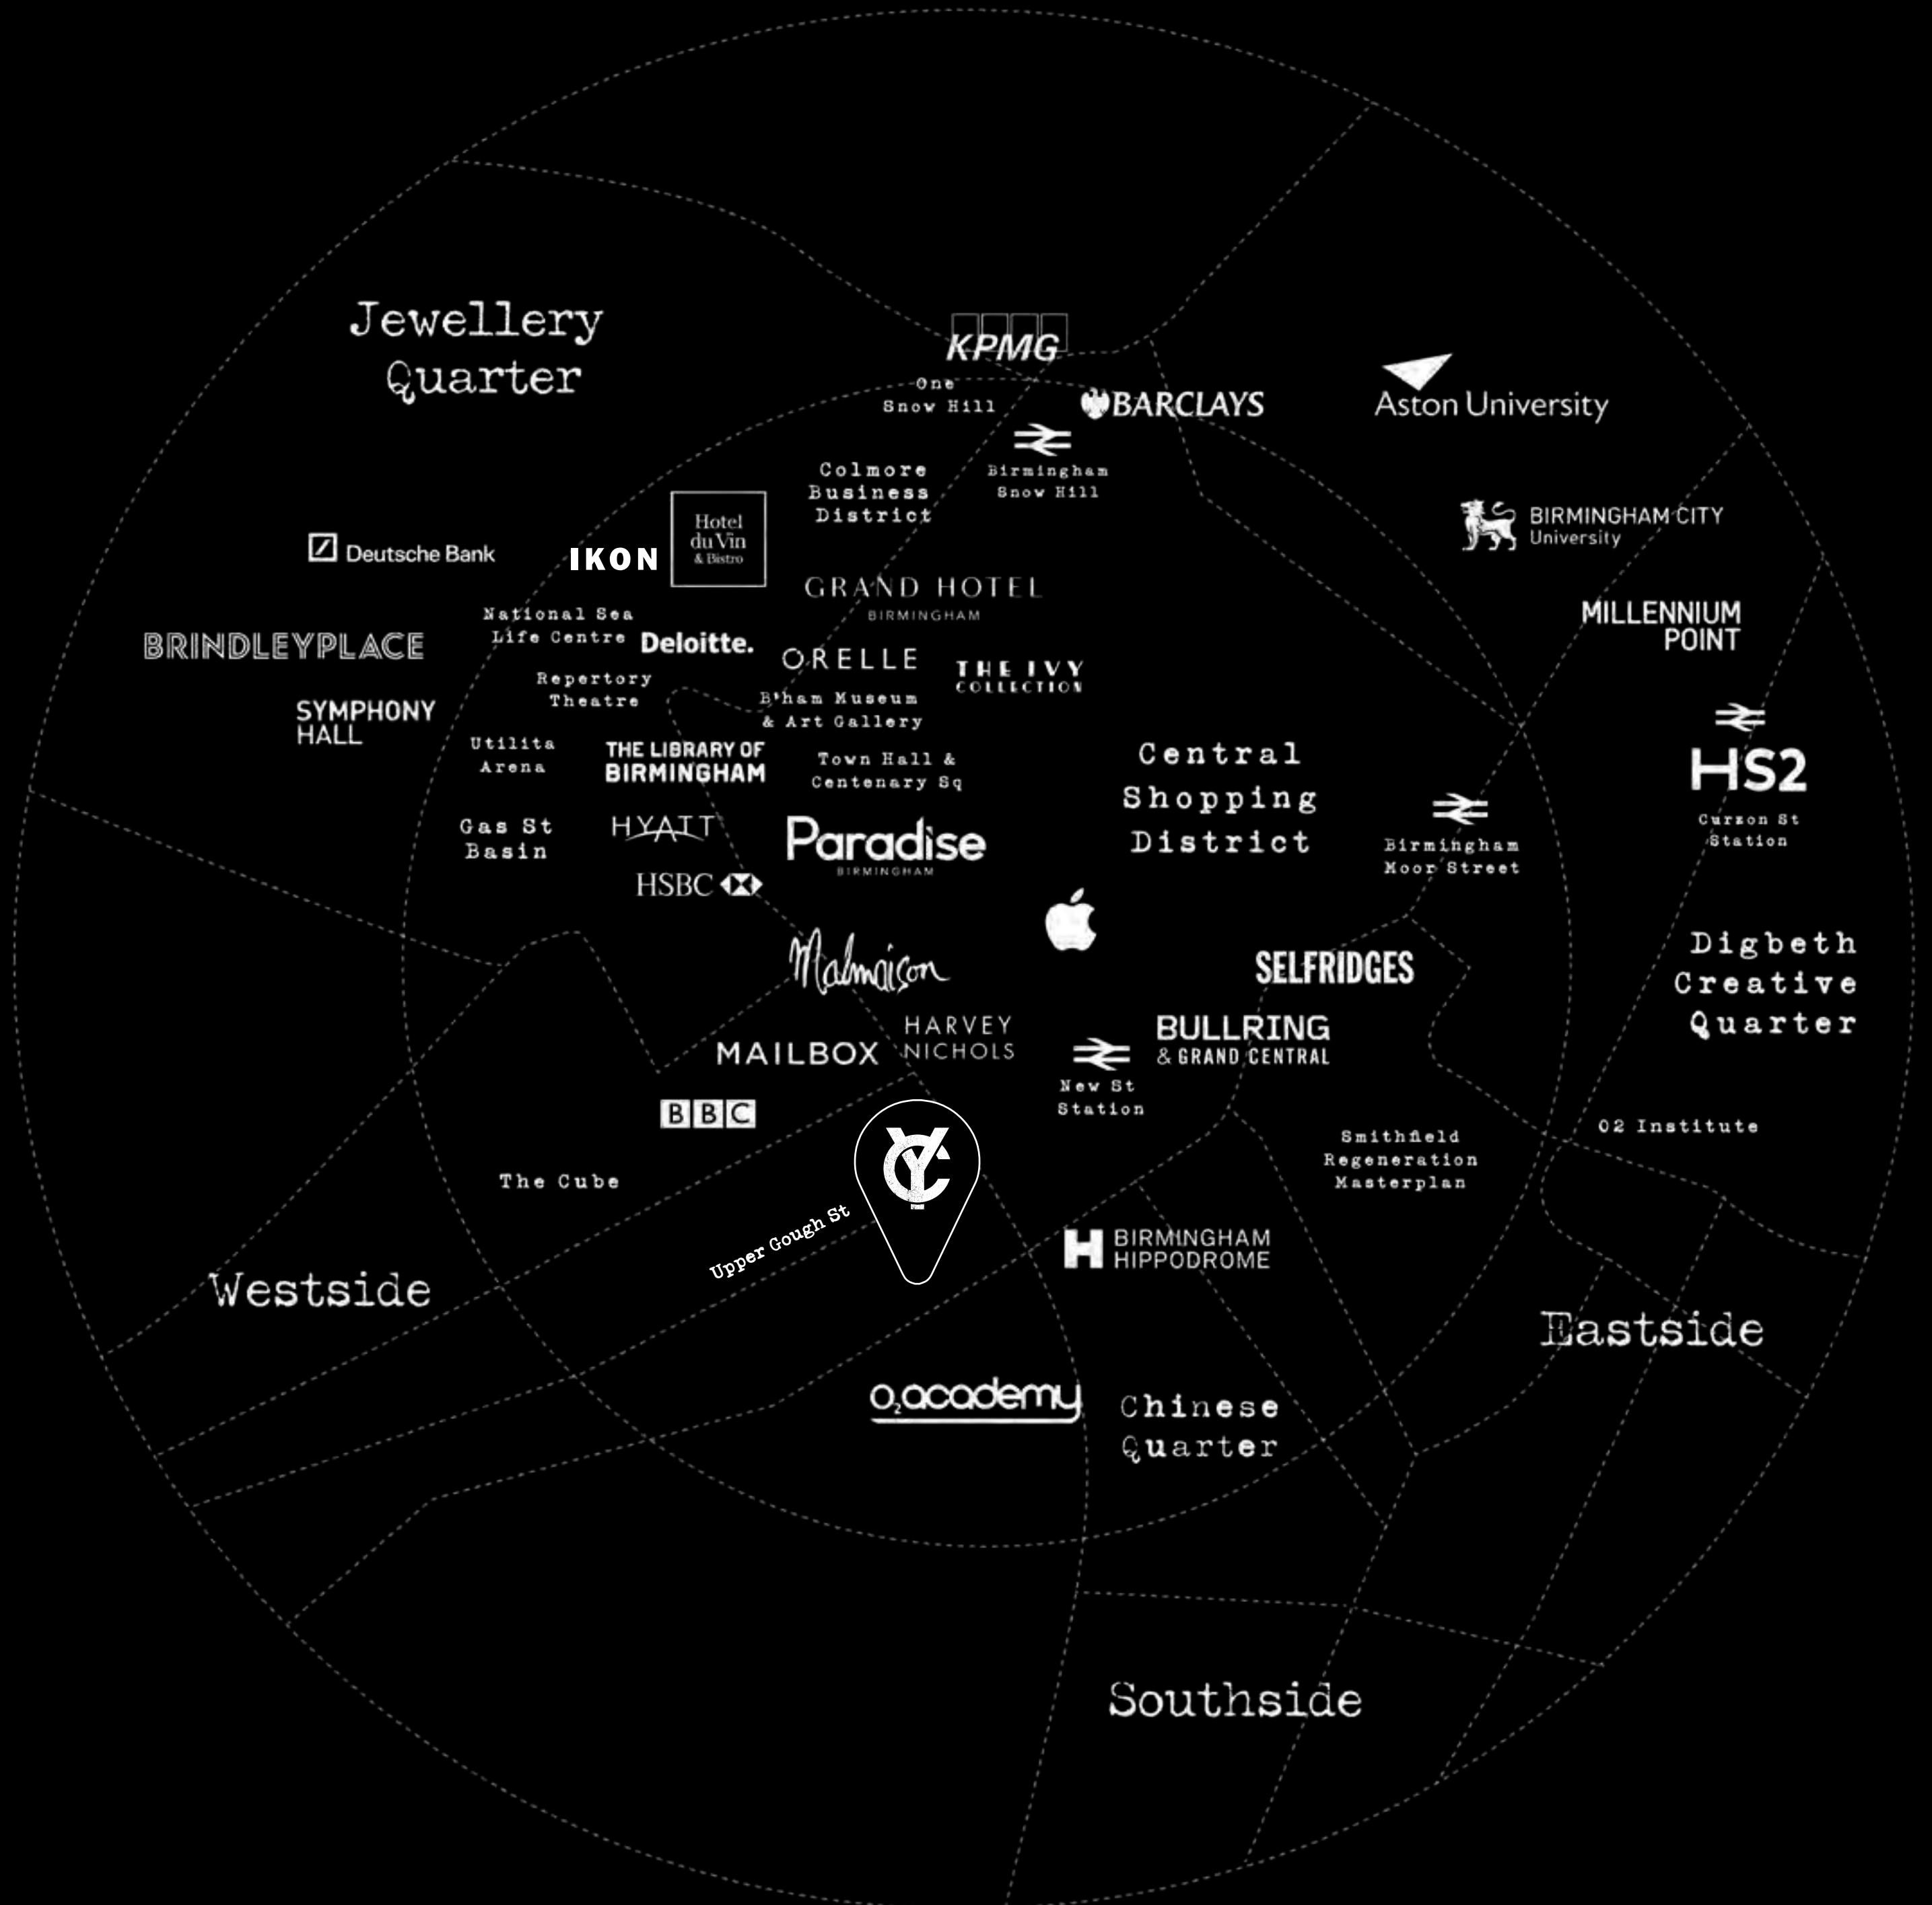 Jewellery
Quarter
KPMG
One
Snow Hill
BARCLAYS
Birmingham
Snow Hill
Aston University
Colmore
Business
District
Hotel
du Vin
& Bistro
BIRMINGHAM CITY
University
Deutsche Bank
IKON
GRAND HOTEL
BIRMINGHAM
National Sea
Life Centre
Deloitte.
MILLENNIUM
POINT
BRINDLEYPLACE
ORELLE
THE IVY
COLLECTION
Repertory
Theatre
B'ham Museum
& Art Gallery
SYMPHONY
HALL
Utilita
Arena
THE LIBRARY OF
BIRMINGHAM
Town Hall &
Centenary Sq
Central
Shopping
District
HS2
Curzon St
Station
Gas St
Basin
HYATT
Paradise
BIRMINGHAM
Birmingham
Moor Street
HSBC
Malmaison
SELFRIDGES
Digbeth
Creative
Quarter
MAILBOX
HARVEY
NICHOLS
BULLRING
& GRAND CENTRAL
New St
Station
BBC
YC
O2 Institute
Smithfield
Regeneration
Masterplan
The Cube
Upper Gough St
BIRMINGHAM
HIPPODROME
Westside
Eastside
O2 academy
Chinese
Quarter
Southside